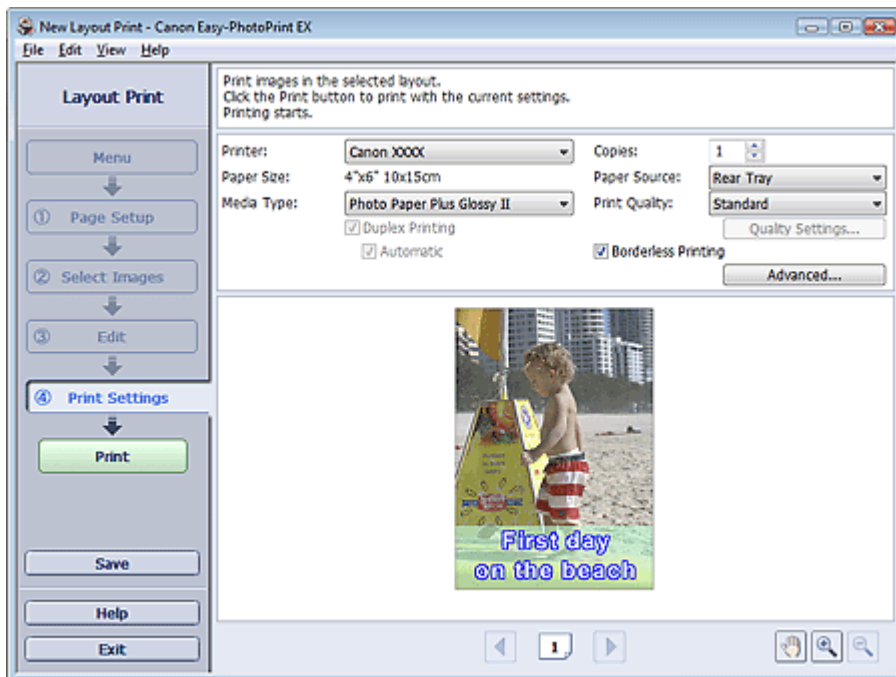 New Layout Print - Canon Easy-PhotoPrint EX
File Edit View Help
Layout Print
Menu
① Page Setup
② Select Images
③ Edit
④ Print Settings
Print
Save
Help
Exit
Print images in the selected layout.
Click the Print button to print with the current settings.
Printing starts.
Printer: Canon XXXX Copies: 1
Paper Size: 4"x6" 10x15cm Paper Source: Rear Tray
Media Type: Photo Paper Plus Glossy II Print Quality: Standard
Duplex Printing Quality Settings...
Automatic Borderless Printing
Advanced...
First day
on the beach
1